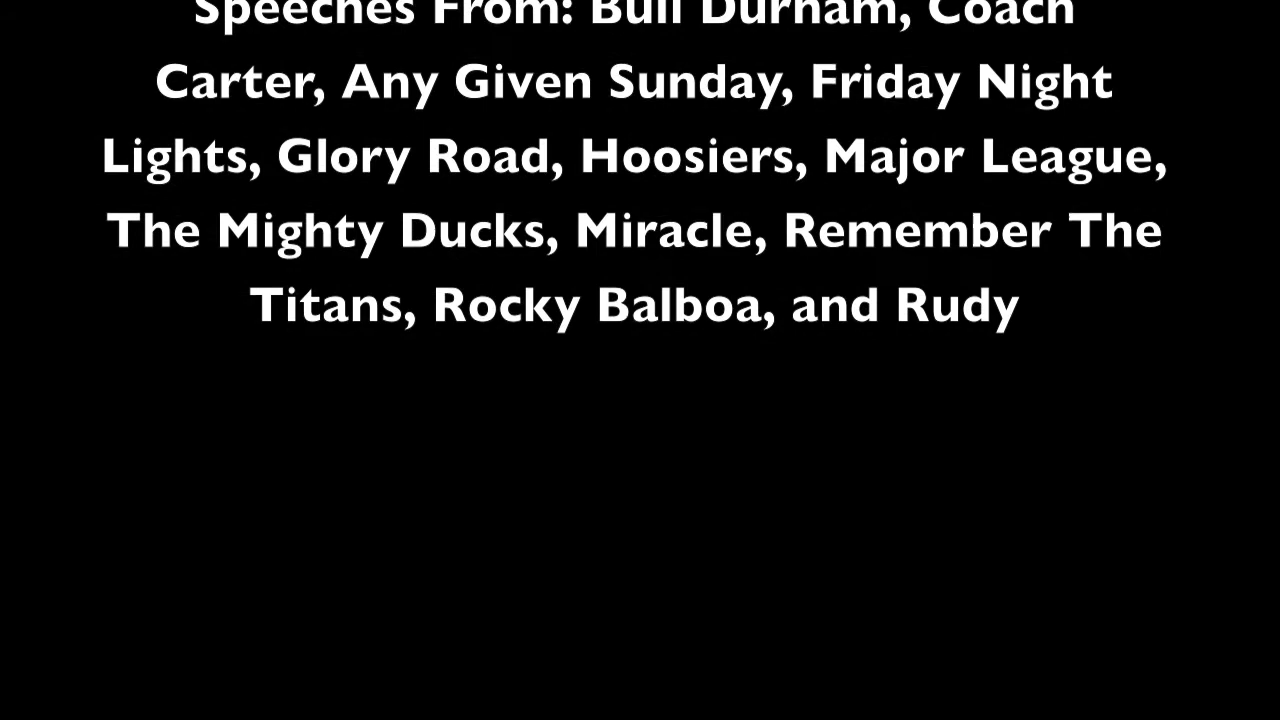 Speeches From: Bull Durham, Coach
Carter, Any Given Sunday, Friday Night
Lights, Glory Road, Hoosiers, Major League,
The Mighty Ducks, Miracle, Remember The
Titans, Rocky Balboa, and Rudy